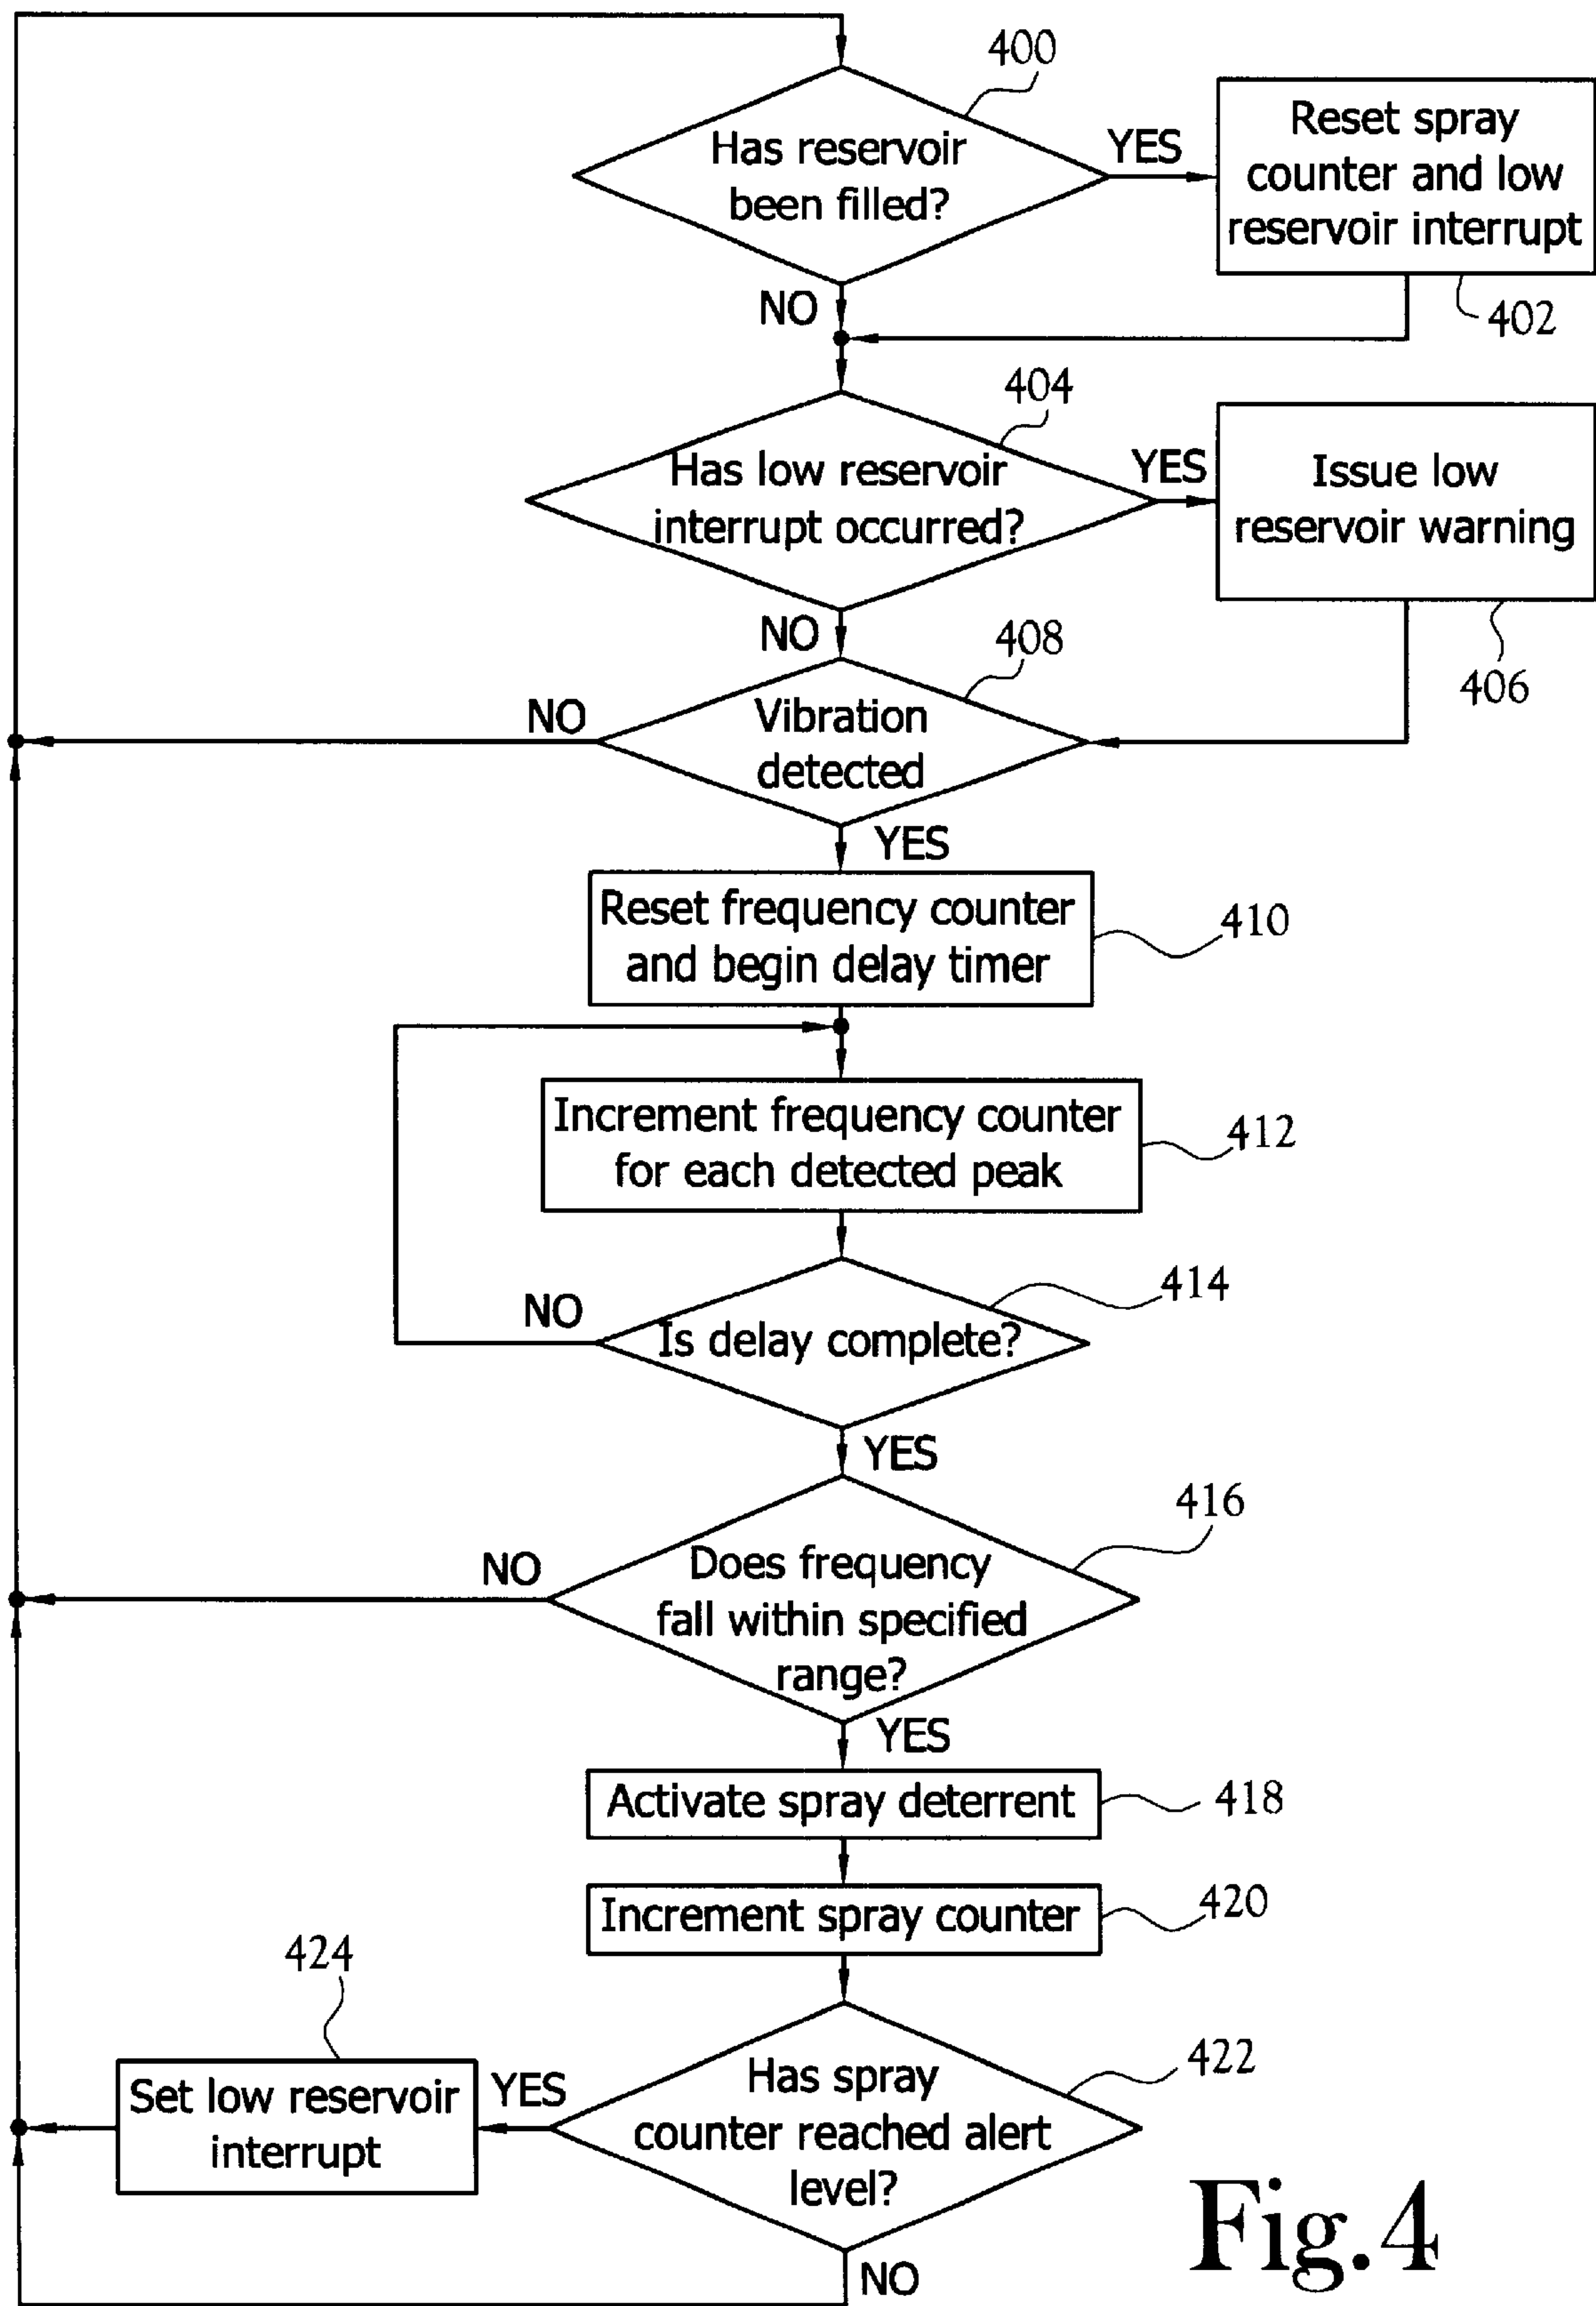 400
Has reservoir
been filled?
YES
Reset spray
counter and low
reservoir interrupt
NO
402
404
Has low reservoir
interrupt occurred?
YES
Issue low
reservoir warning
NO
408
406
NO
Vibration
detected
YES
Reset frequency counter
and begin delay timer
410
Increment frequency counter
for each detected peak
412
414
NO
Is delay complete?
YES
416
NO
Does frequency
fall within specified
range?
YES
Activate spray deterrent
418
Increment spray counter
420
424
Set low reservoir
interrupt
YES
Has spray
counter reached alert
level?
422
NO
Fig.4